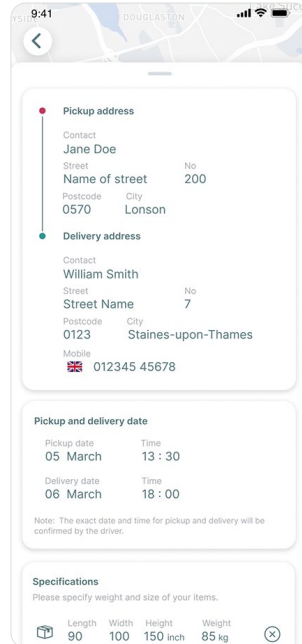 9:41
DOUGLASTON
Pickup address
Contact
Jane Doe
Street No
Name of street 200
Postcode City
0570 Lonson
Delivery address
Contact
William Smith
Street No
Street Name 7
Postcode City
0123 Staines-upon-Thames
Mobile
012345 45678
Pickup and delivery date
Pickup date Time
05 March 13 : 30
Delivery date Time
06 March 18 : 00
Note: The exact date and time for pickup and delivery will be
confirmed by the driver.
Specifications
Please specify weight and size of your items.
Length Width Height Weight
90 100 150 inch 85 kg